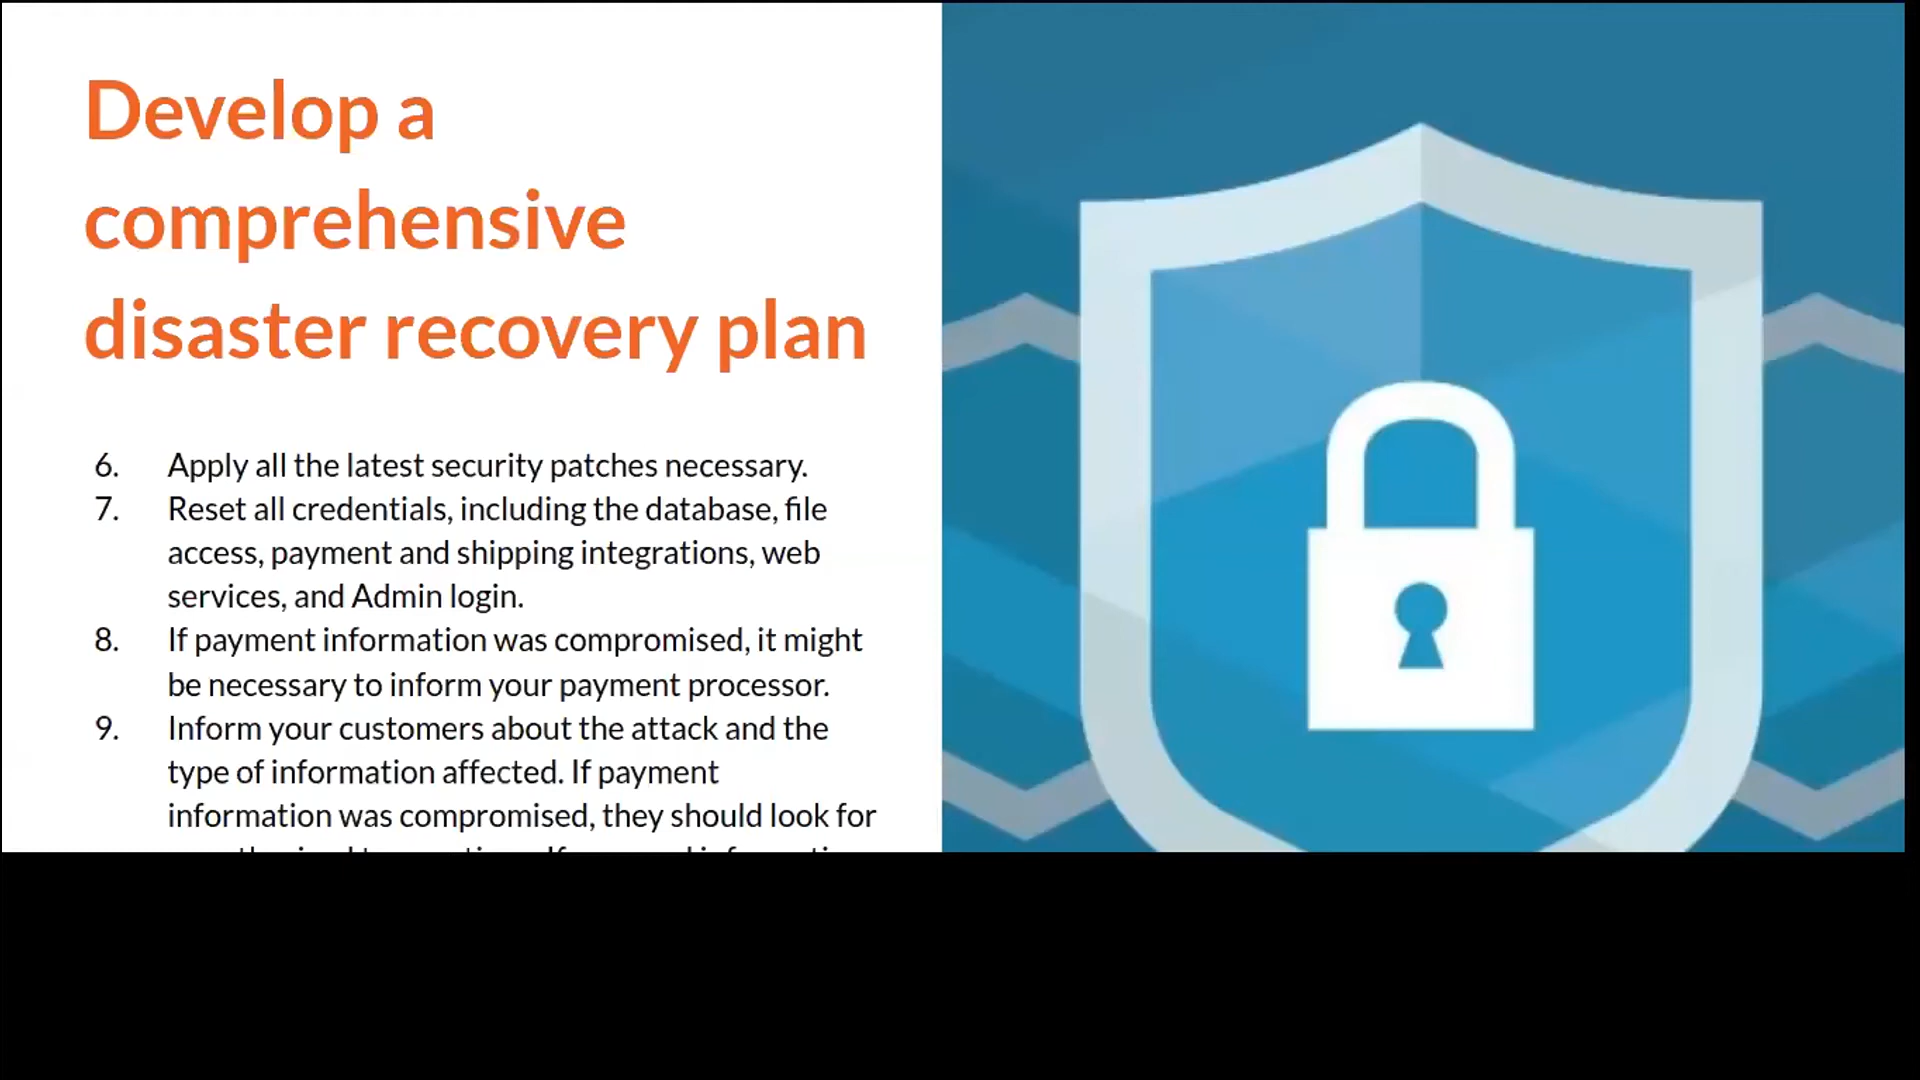 Develop a
comprehensive
disaster recovery plan
6. Apply all the latest security patches necessary.
7. Reset all credentials, including the database, file
access, payment and shipping integrations, web
services, and Admin login.
8. If payment information was compromised, it might
be necessary to inform your payment processor.
9. Inform your customers about the attack and the
type of information affected. If payment
information was compromised, they should look for